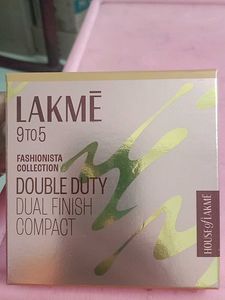 LAKMĒ
9TO5
FASHIONISTA
COLLECTION
DOUBLE DUTY
DUAL FINISH
COMPACT
HOUSE of LAKMĒ